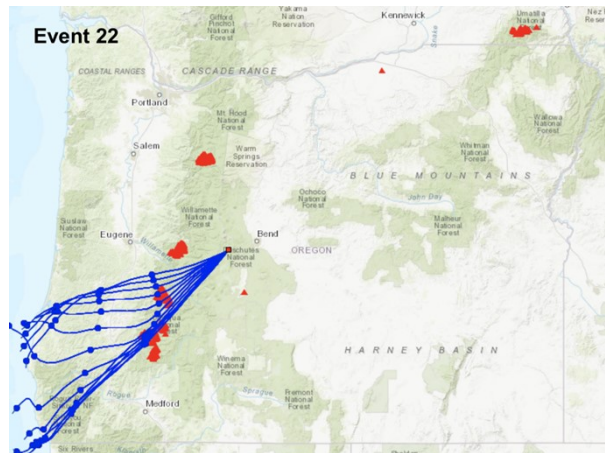 Event 22
Gifford
Pinchot
National
Forest
Yakama
Nation
Reservation
Kennewick
Snake
Umatilla
National
Forest
COASTAL RANGES
CASCADE RANGE
Portland
Mt. Hood
National
Forest
Wallowa
National
Forest
Salem
Warm
Springs
Reservation
Whitman
National
Forest
BLUE MOUNTAINS
Ochoco
National
Forest
John Day
Willamette
National
Forest
Malheur
National
Forest
Siuslaw
National
Forest
Eugene
Bend
OREGON
National
Forest
HARNEY BASIN
Winema
National
Forest
Sprague
Fremont
National
Forest
Rogue
Medford
Six Rivers